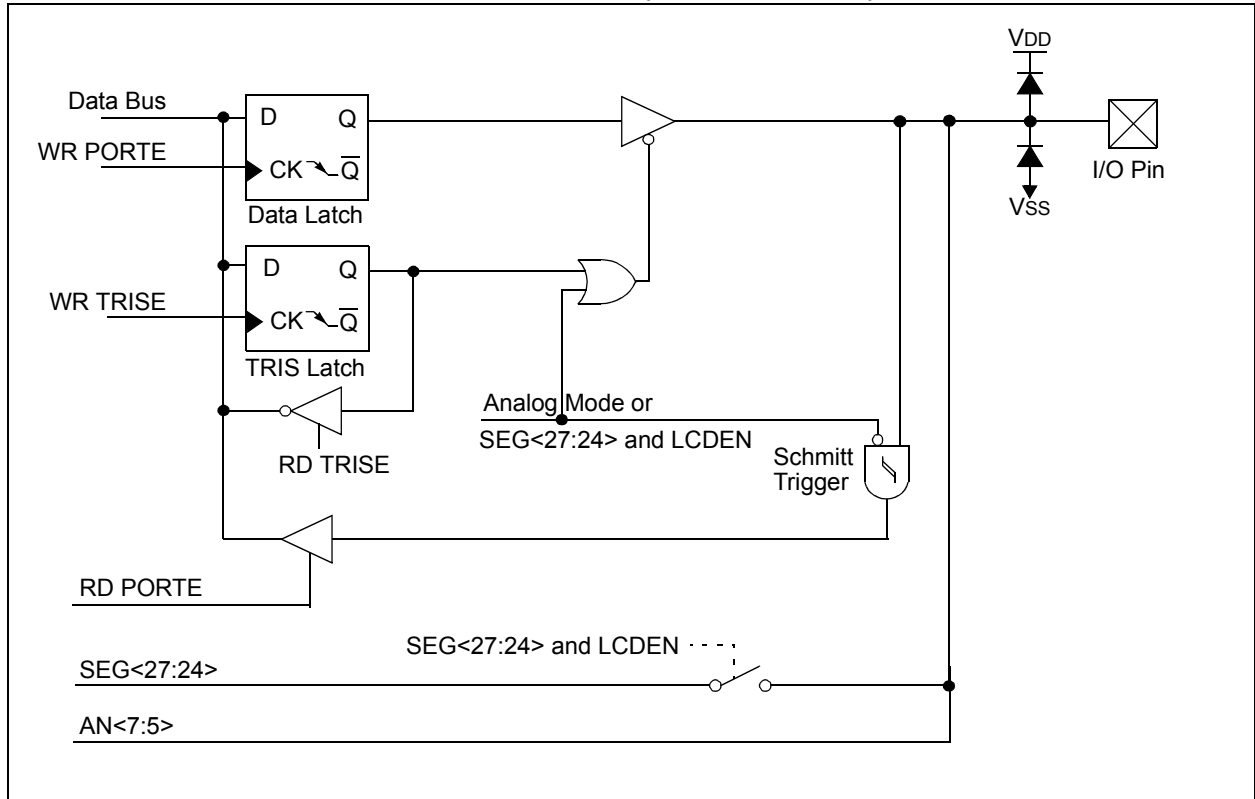 VDD
Data Bus
D Q
WR PORTE
CK Q
I/O Pin
Data Latch
VSS
D Q
WR TRISE
CK Q
TRIS Latch
Analog Mode or
SEG<27:24> and LCDEN
RD TRISE
Schmitt
Trigger
RD PORTE
SEG<27:24> and LCDEN
SEG<27:24>
AN<7:5>